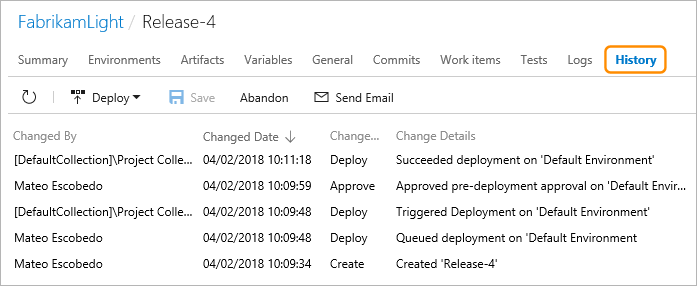 FabrikamLight / Release-4
Summary Environments Artifacts Variables General Commits Work items Tests Logs History
Deploy Save Abandon Send Email
Changed By Changed Date Change... Change Details
[DefaultCollection]\Project Colle... 04/02/2018 10:11:18 Deploy Succeeded deployment on 'Default Environment'
Mateo Escobedo 04/02/2018 10:09:59 Approve Approved pre-deployment approval on 'Default Envir...
[DefaultCollection]\Project Colle... 04/02/2018 10:09:48 Deploy Triggered Deployment on 'Default Environment'
Mateo Escobedo 04/02/2018 10:09:48 Deploy Queued deployment on 'Default Environment
Mateo Escobedo 04/02/2018 10:09:34 Create Created 'Release-4'